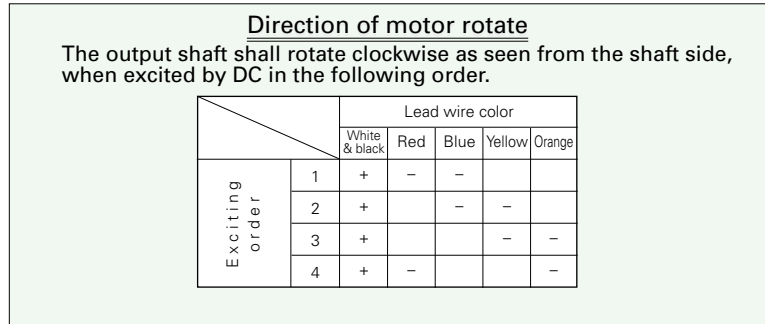 Direction of motor rotate
The output shaft shall rotate clockwise as seen from the shaft side,
when excited by DC in the following order.
Lead wire color
White & black Red Blue Yellow Orange
Exciting order
1 + – –
2 + – –
3 + – –
4 + – –